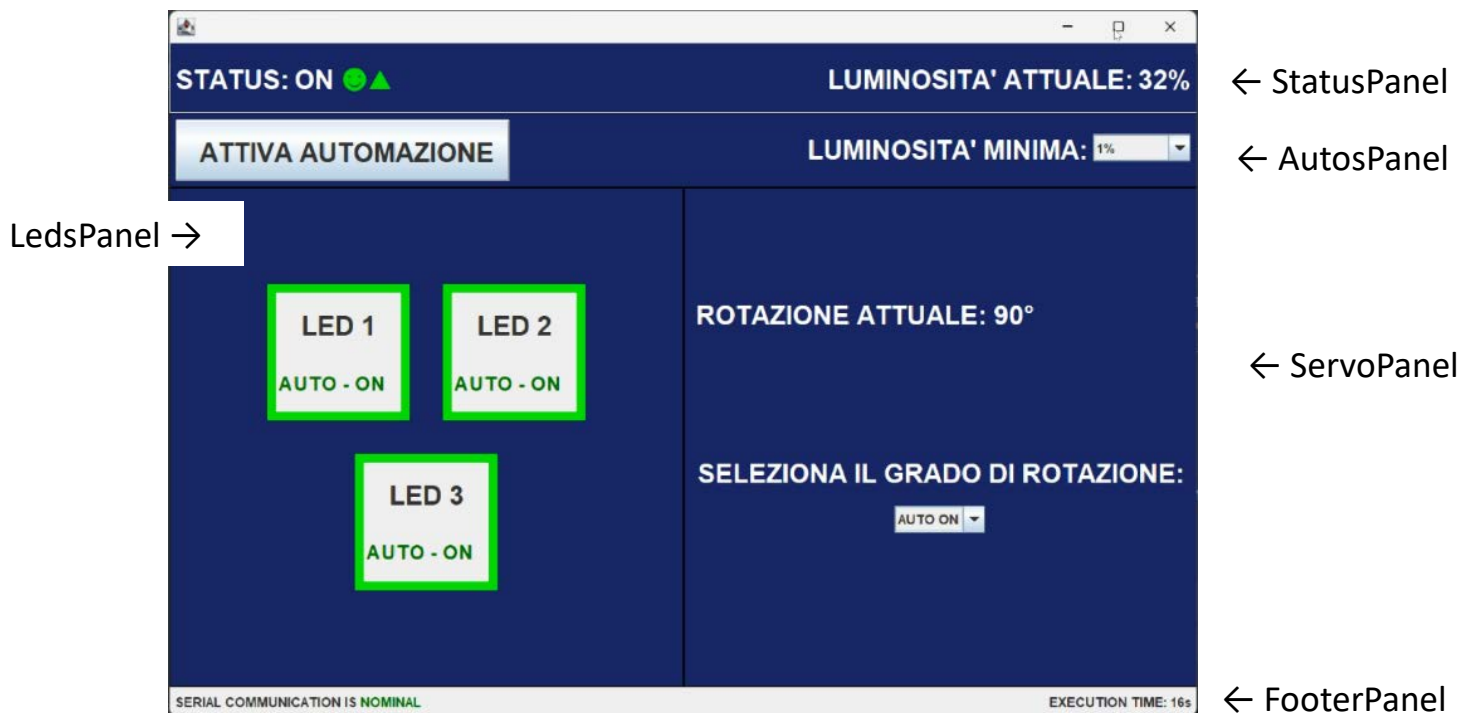 STATUS: ON
LUMINOSITA' ATTUALE: 32%
← StatusPanel
ATTIVA AUTOMAZIONE
LUMINOSITA' MINIMA: 1%
← AutosPanel
LedsPanel →
LED 1
AUTO - ON
LED 2
AUTO - ON
LED 3
AUTO - ON
ROTAZIONE ATTUALE: 90°
← ServoPanel
SELEZIONA IL GRADO DI ROTAZIONE:
AUTO ON
SERIAL COMMUNICATION IS NOMINAL
EXECUTION TIME: 16s
← FooterPanel